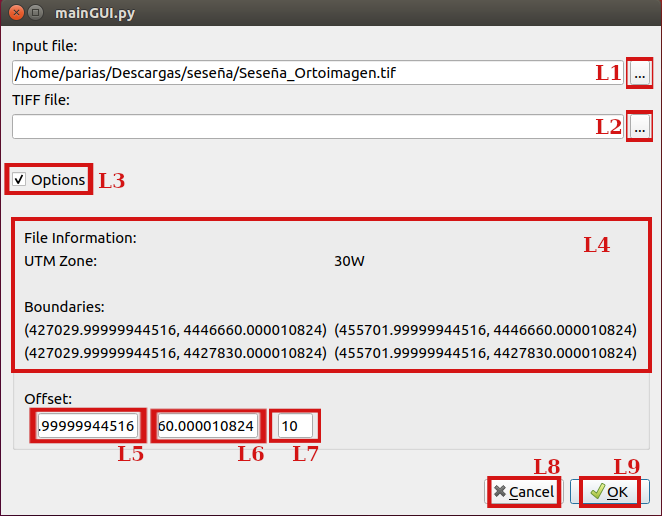 mainGUI.py
Input file:
/home/parias/Descargas/seseña/Seseña_Ortoimagen.tif L1 ...
TIFF file:
L2 ...
Options L3
File Information: L4
UTM Zone: 30W
Boundaries:
(427029.99999944516, 4446660.000010824) (455701.99999944516, 4446660.000010824)
(427029.99999944516, 4427830.000010824) (455701.99999944516, 4427830.000010824)
Offset:
.99999944516 60.000010824 10
L5 L6 L7
L8 L9
Cancel OK